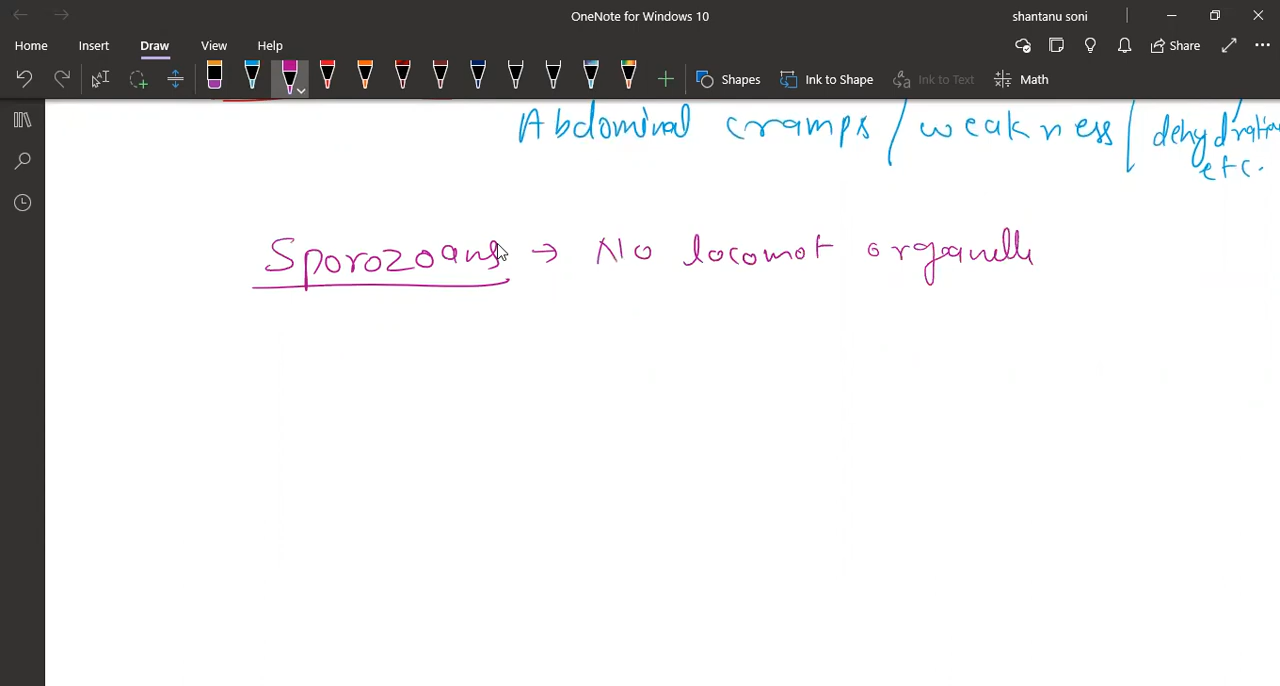 OneNote for Windows 10
shantanu soni
Home Insert Draw View Help
Share
Shapes Ink to Shape Ink to Text Math
Abdominal cramps / weakness / dehydration
etc.
Sporozoans → No locomot organelle